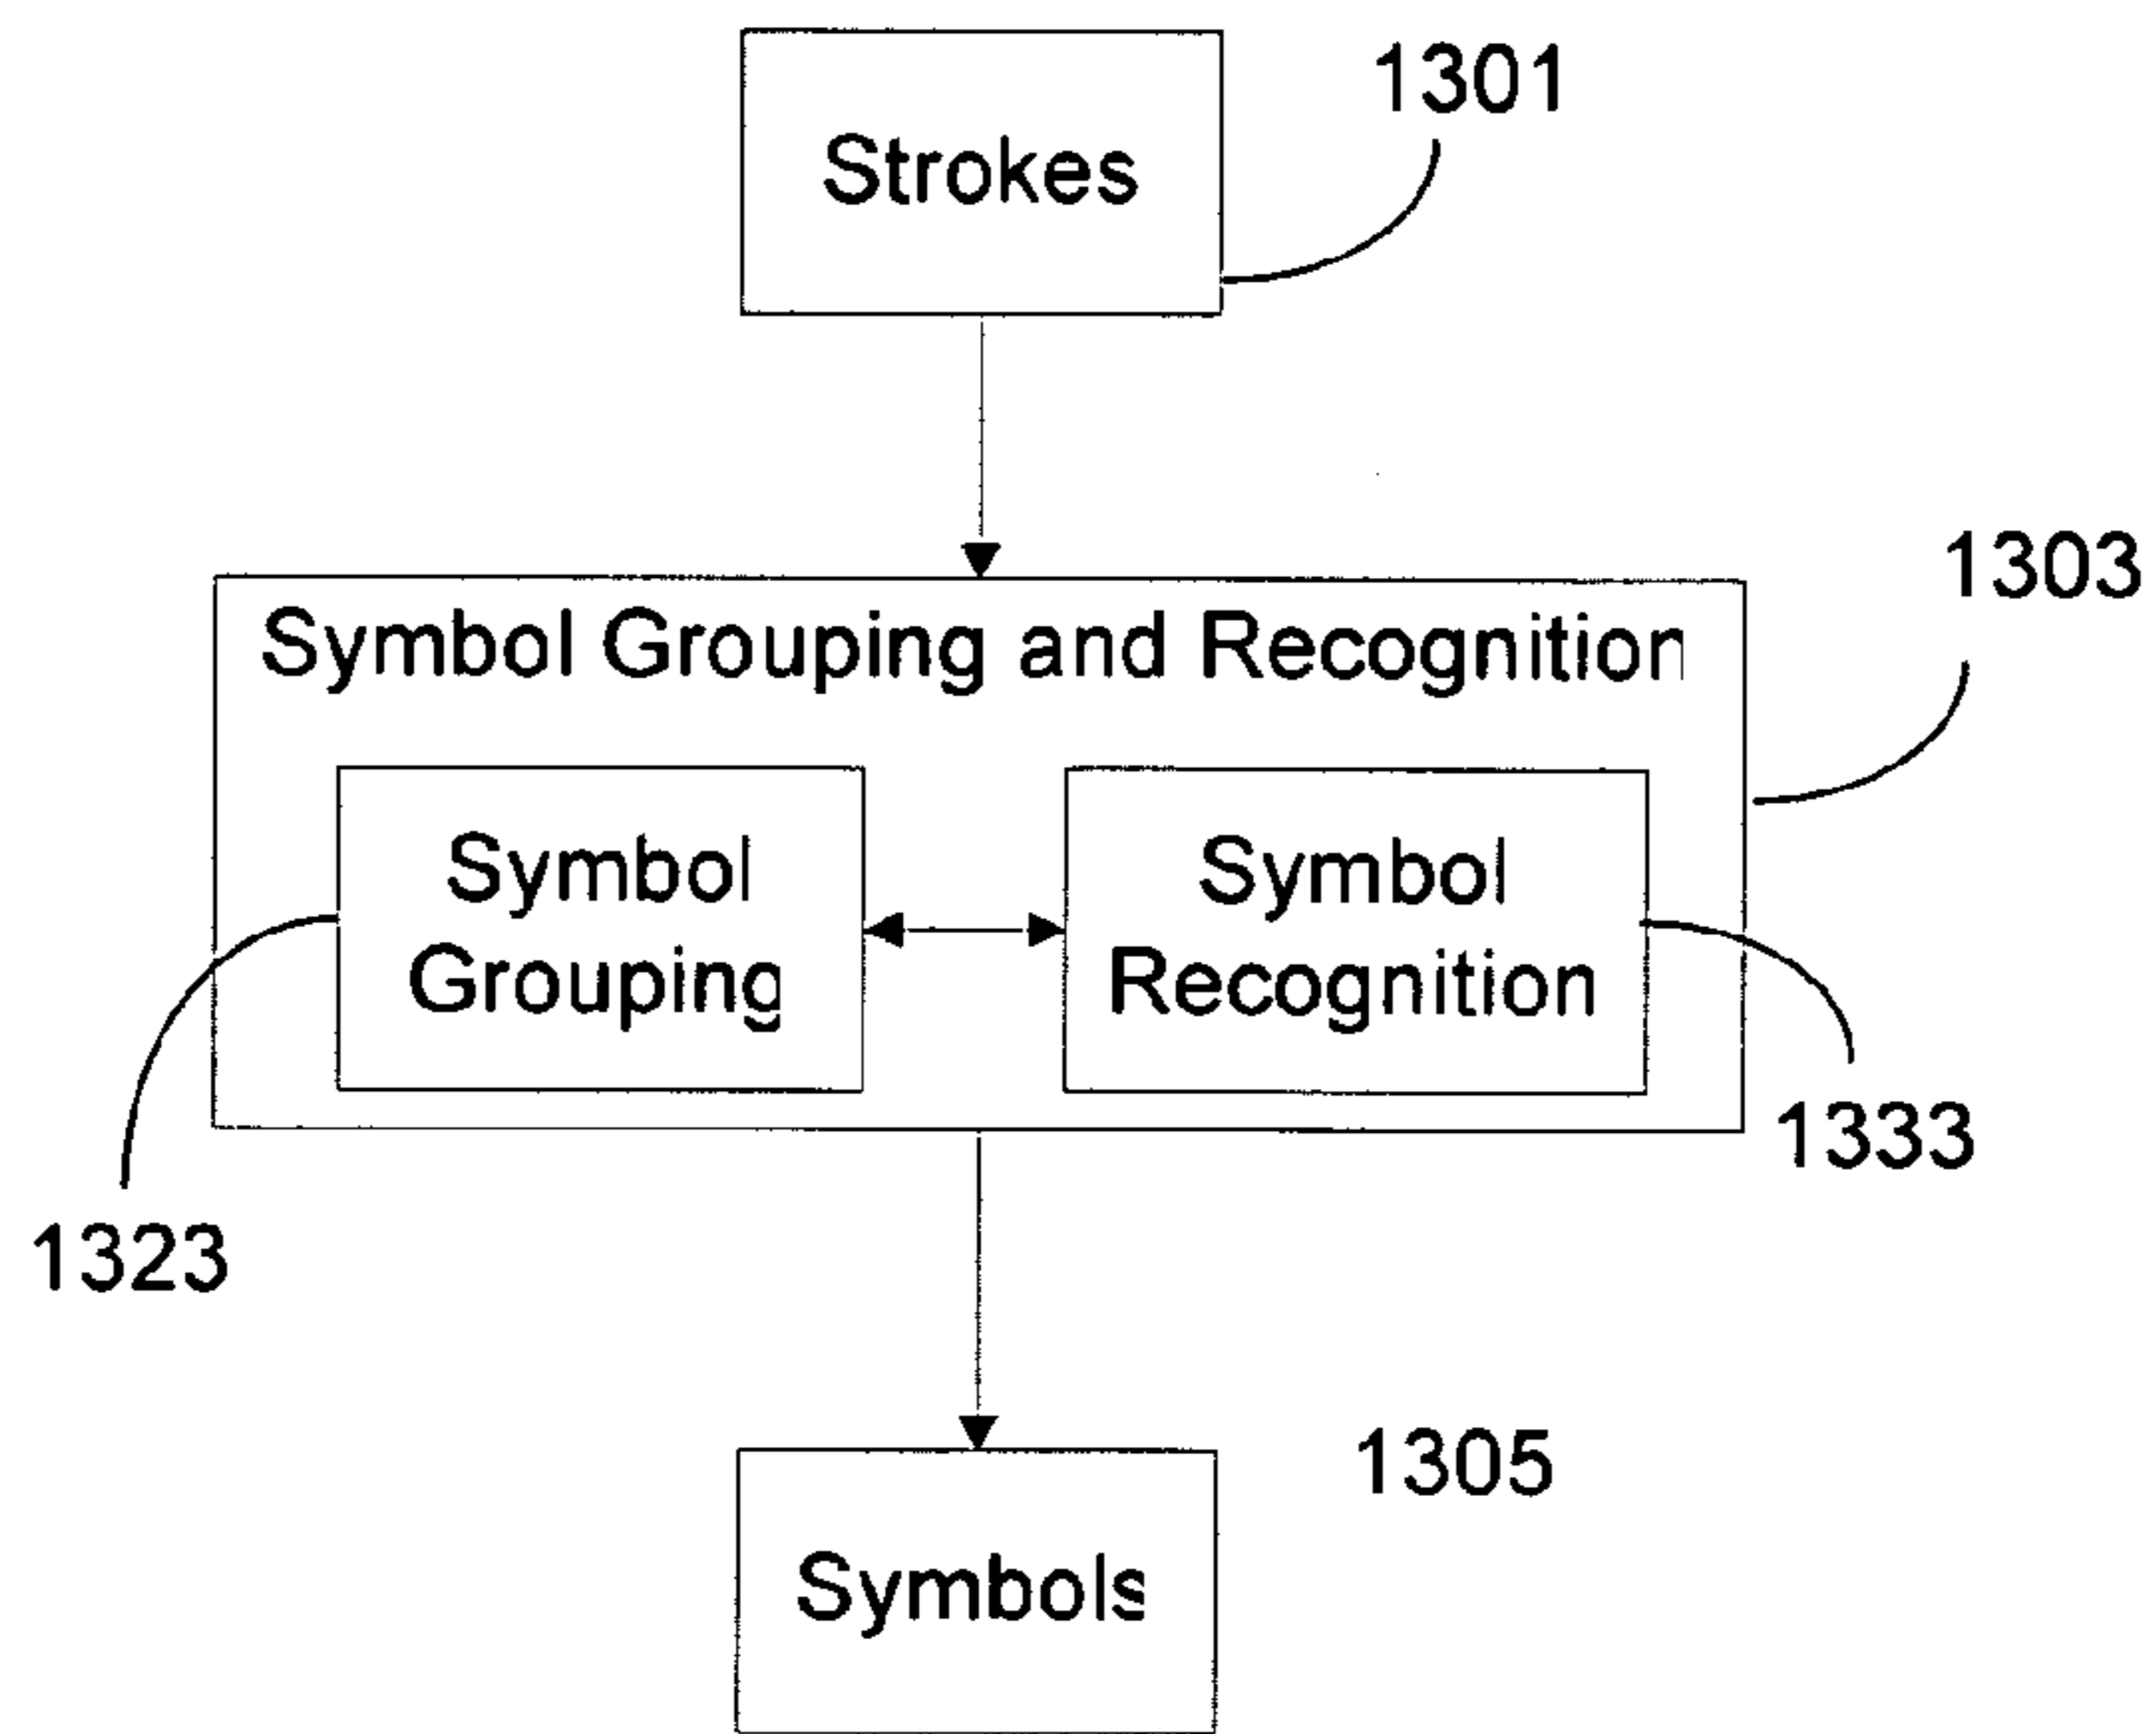 1301
Strokes
1303
Symbol Grouping and Recognition
Symbol
Grouping
Symbol
Recognition
1333
1323
1305
Symbols